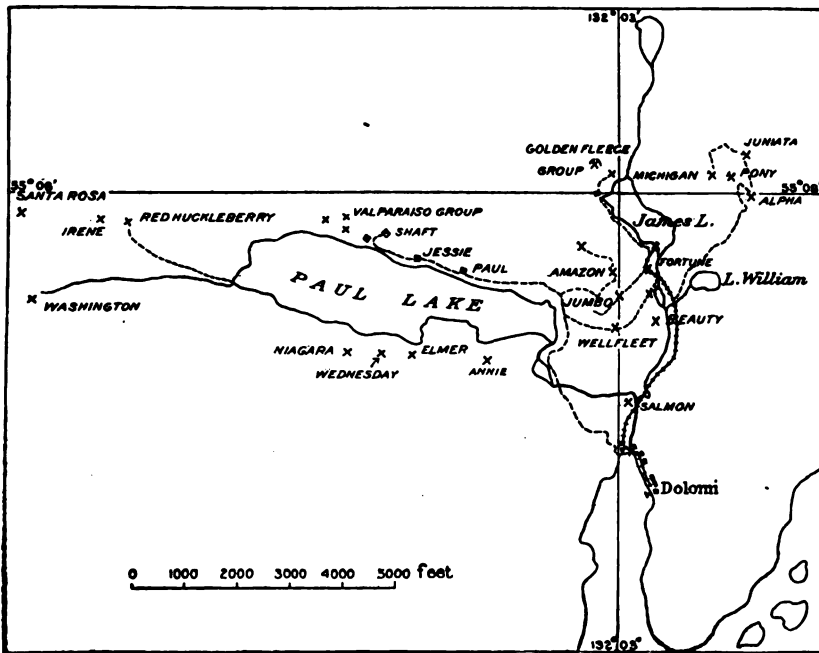 132°03'
JUNIATA
GOLDEN FLEECE
GROUP
MICHIGAN
PONY
55°08'
55°08'
SANTA ROSA
ALPHA
IRENE
RED HUCKLEBERRY
VALPARAISO GROUP
SHAFT
James L.
JESSIE
FORTUNE
PAUL
AMAZON
PAUL LAKE
L. William
WASHINGTON
JUMBO
BEAUTY
WELLFLEET
NIAGARA
ELMER
WEDNESDAY
ANNIE
SALMON
Dolomi
0 1000 2000 3000 4000 5000 feet
132°03'